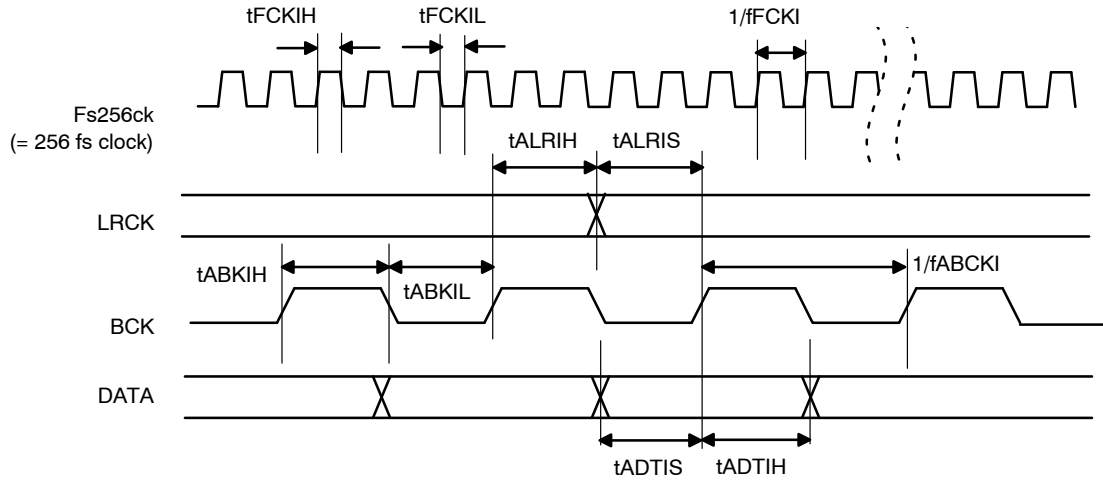 tFCKIH
tFCKIL
1/fFCKI
Fs256ck
(= 256 fs clock)
tALRIH
tALRIS
LRCK
tABKIH
tABKIL
1/fABCKI
BCK
DATA
tADTIS
tADTIH